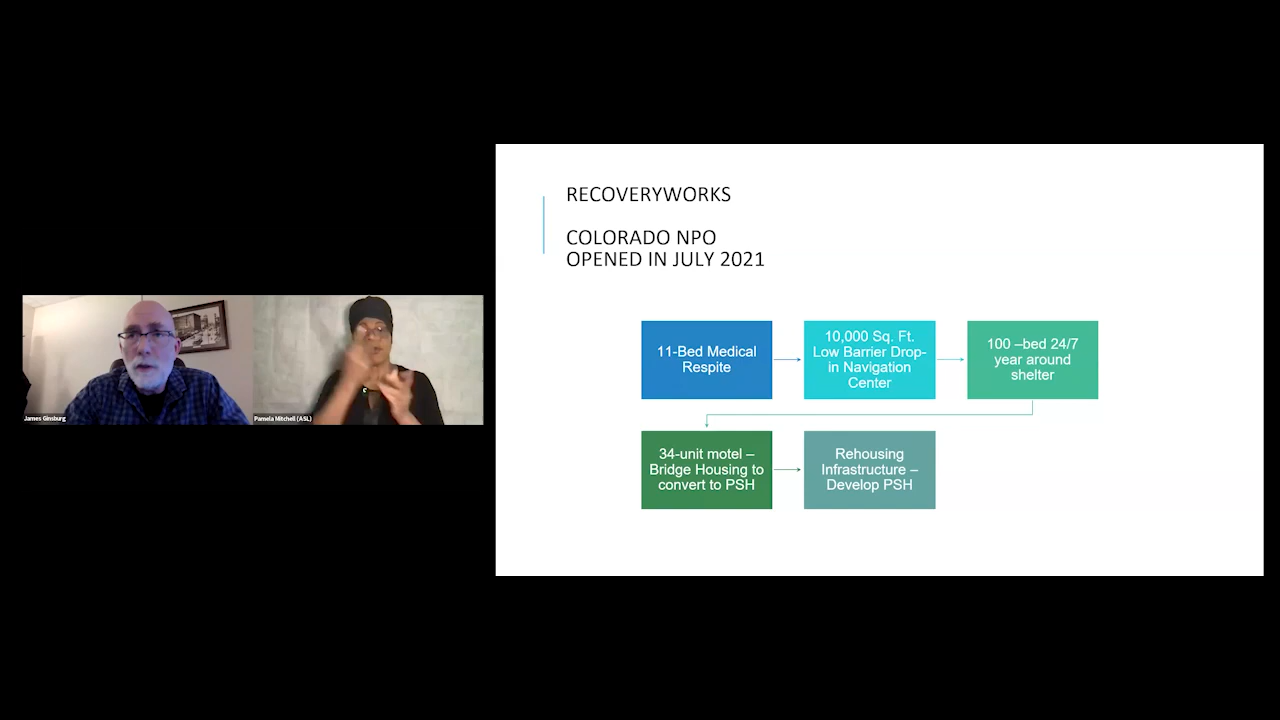 RECOVERYWORKS
COLORADO NPO
OPENED IN JULY 2021
11-Bed Medical
Respite
10,000 Sq. Ft.
Low Barrier Drop-
in Navigation
Center
100 –bed 24/7
year around
shelter
34-unit motel –
Bridge Housing to
convert to PSH
Rehousing
Infrastructure –
Develop PSH
James Ginsburg
Pamela Mitchell (ASL)